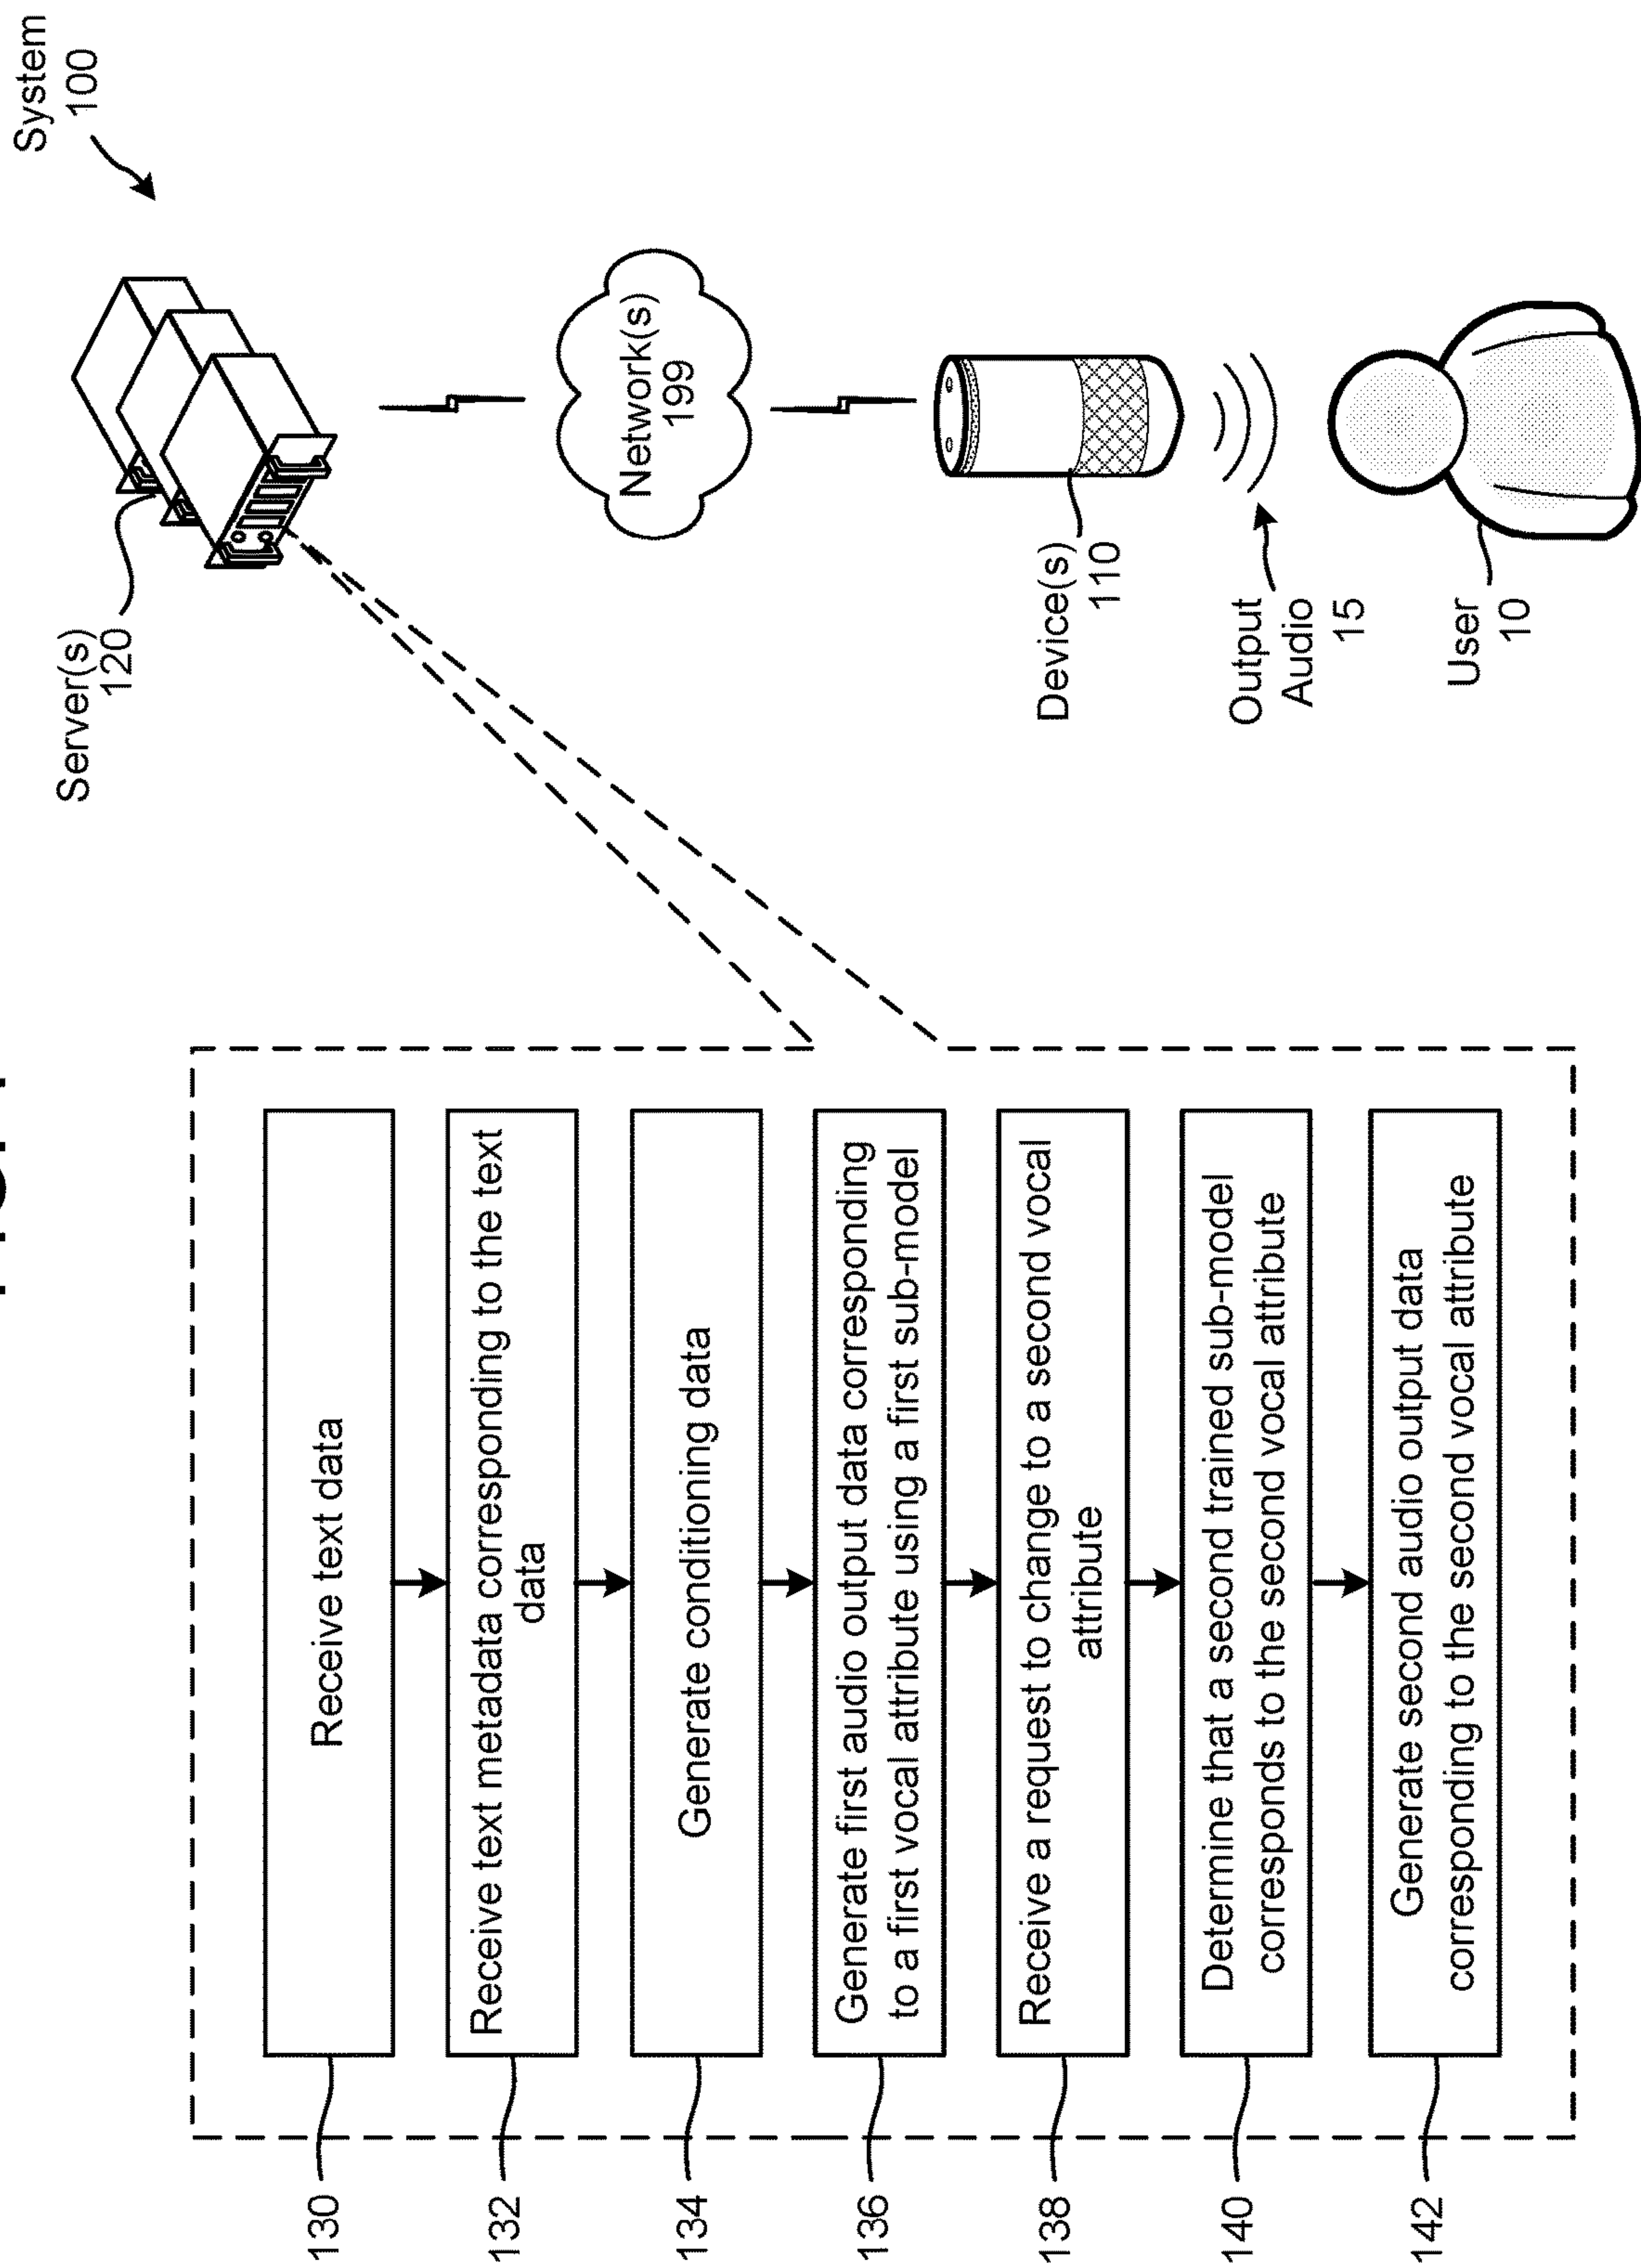 System
100
Server(s)
120
Network(s)
199
Device(s)
110
Output
Audio
15
User
10
130
Receive text data
132
Receive text metadata corresponding to the text
data
134
Generate conditioning data
136
Generate first audio output data corresponding
to a first vocal attribute using a first sub-model
138
Receive a request to change to a second vocal
attribute
140
Determine that a second trained sub-model
corresponds to the second vocal attribute
142
Generate second audio output data
corresponding to the second vocal attribute